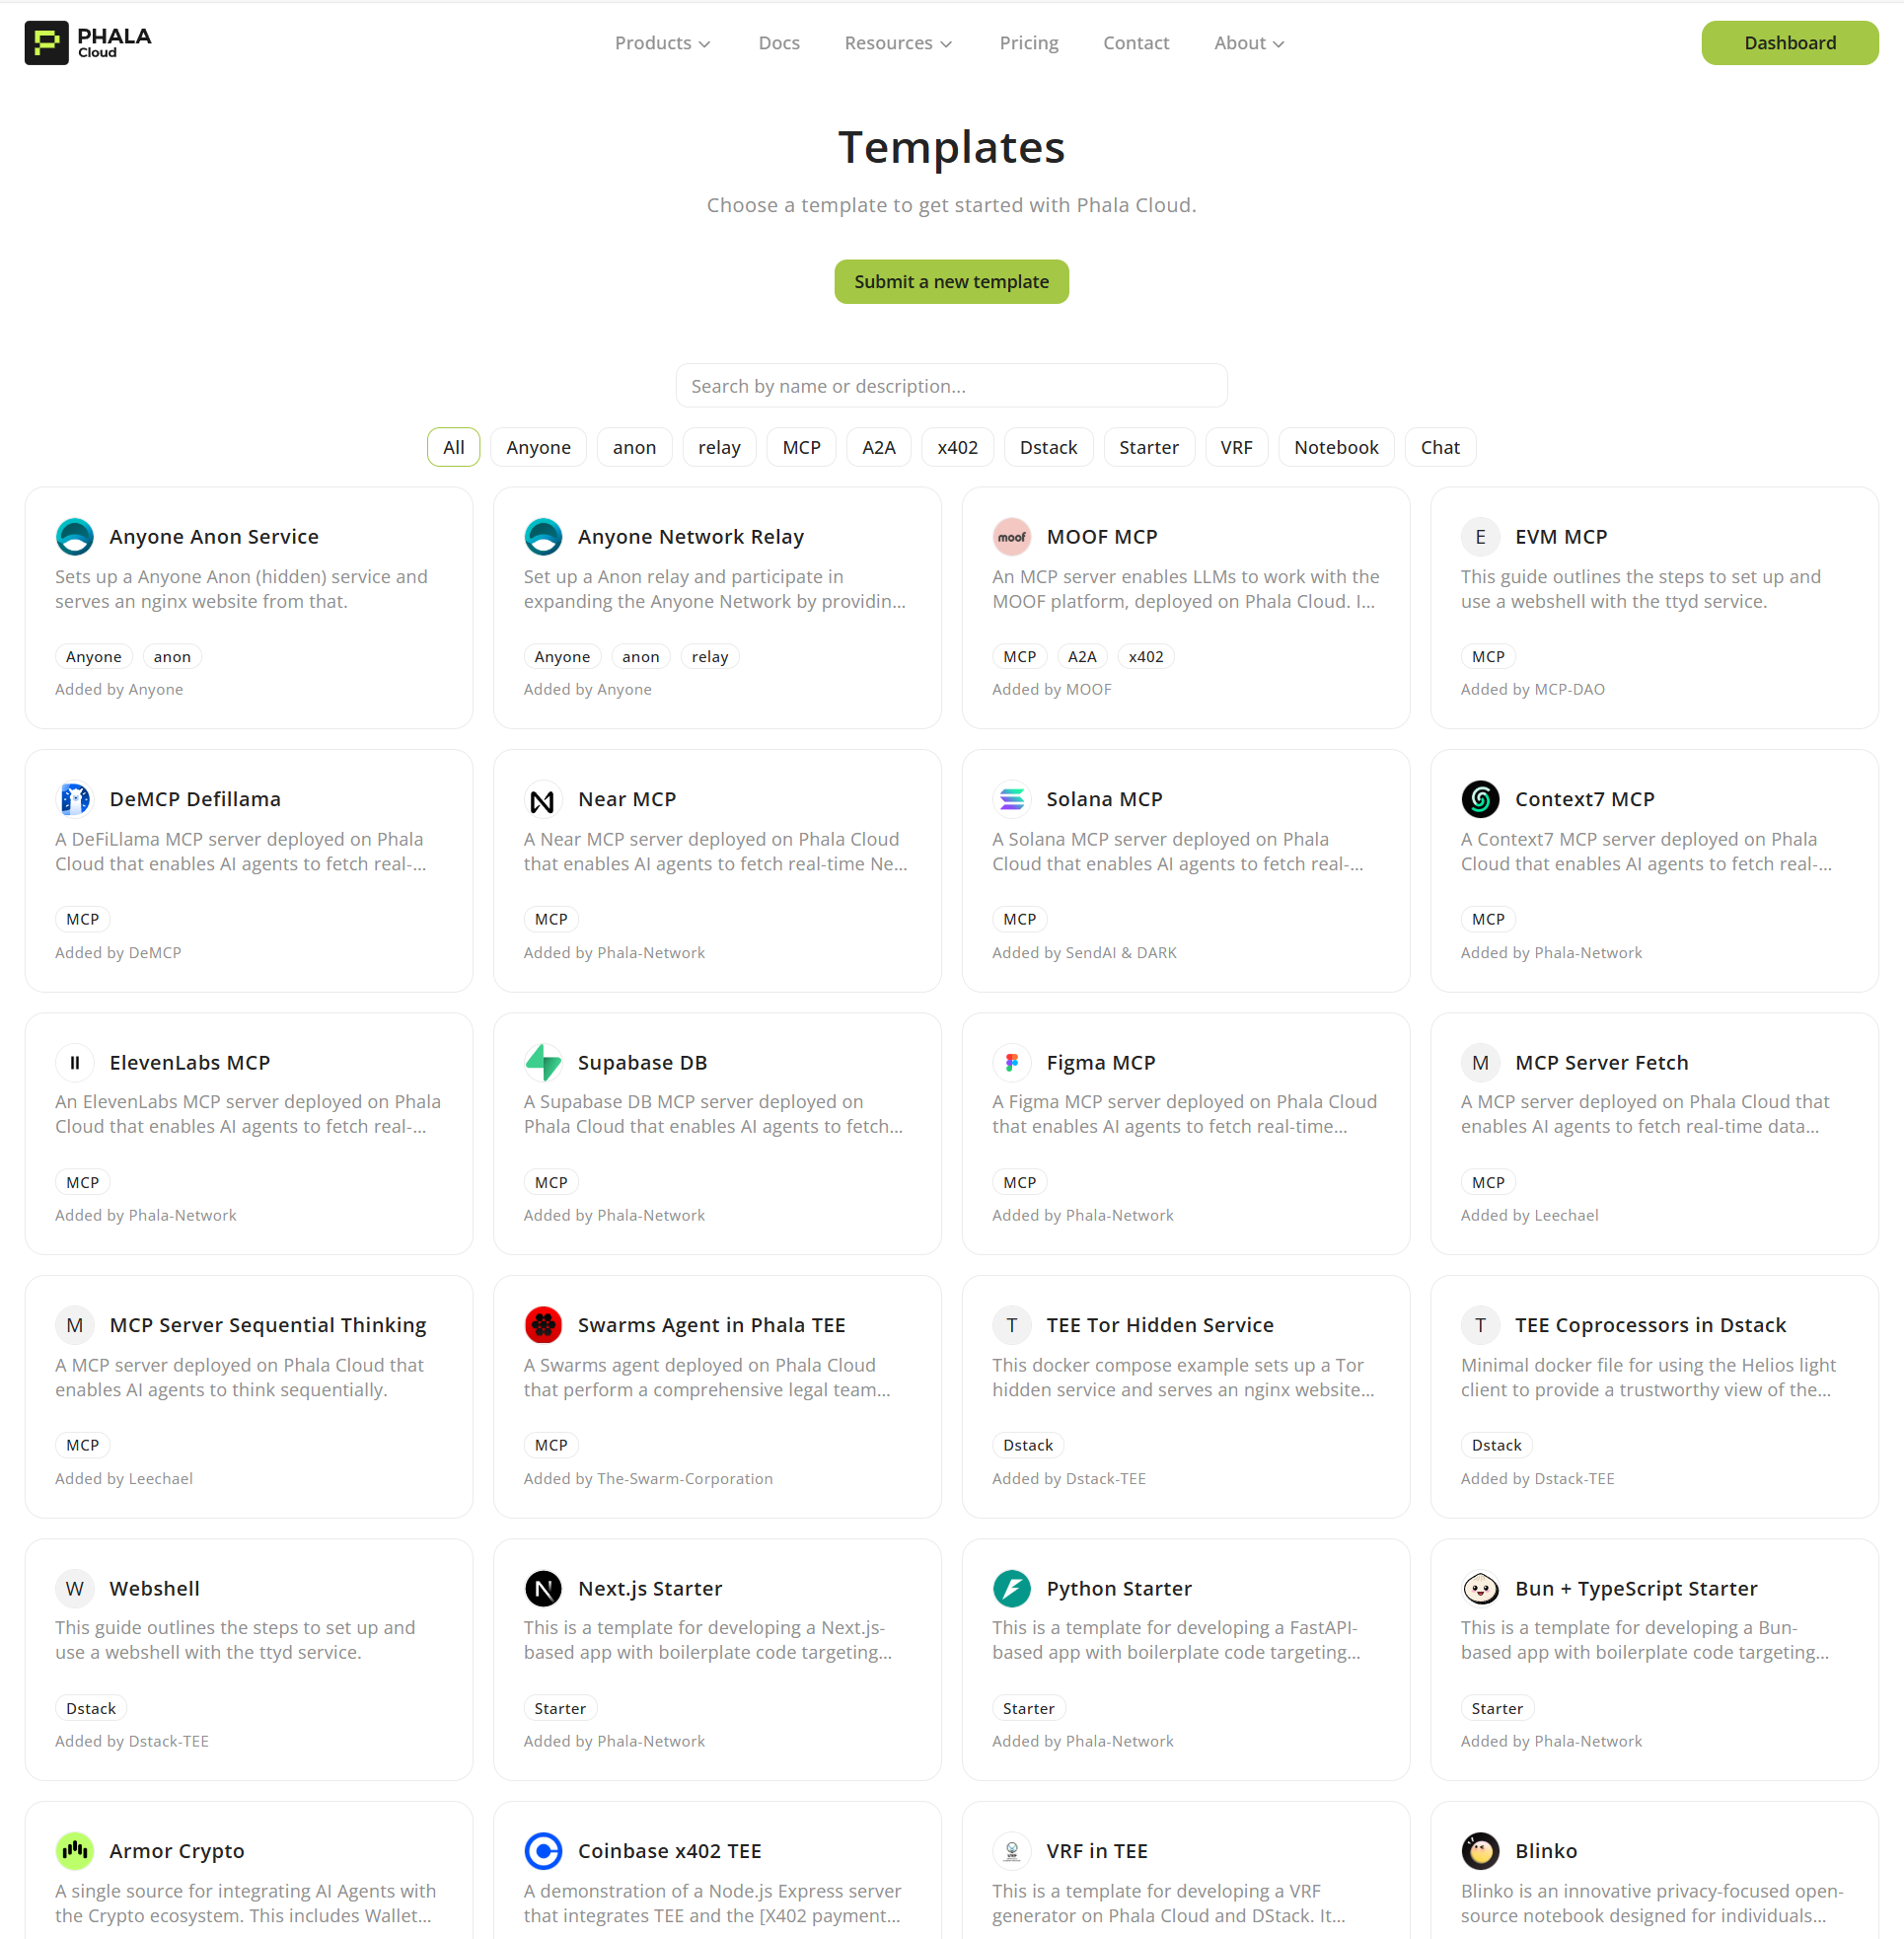 PHALA
Cloud
Products
Docs
Resources
Pricing
Contact
About
Dashboard
Templates
Choose a template to get started with Phala Cloud.
Submit a new template
Search by name or description...
All
Anyone
anon
relay
MCP
A2A
x402
Dstack
Starter
VRF
Notebook
Chat
Anyone Anon Service
Sets up a Anyone Anon (hidden) service and
serves an nginx website from that.
Anyone
anon
Added by Anyone
Anyone Network Relay
Set up a Anon relay and participate in
expanding the Anyone Network by providin...
Anyone
anon
relay
Added by Anyone
moof
MOOF MCP
An MCP server enables LLMs to work with the
MOOF platform, deployed on Phala Cloud. I...
MCP
A2A
x402
Added by MOOF
E
EVM MCP
This guide outlines the steps to set up and
use a webshell with the ttyd service.
MCP
Added by MCP-DAO
DeMCP Defillama
A DeFiLlama MCP server deployed on Phala
Cloud that enables AI agents to fetch real-...
MCP
Added by DeMCP
Near MCP
A Near MCP server deployed on Phala Cloud
that enables AI agents to fetch real-time Ne...
MCP
Added by Phala-Network
Solana MCP
A Solana MCP server deployed on Phala
Cloud that enables AI agents to fetch real-...
MCP
Added by SendAI & DARK
Context7 MCP
A Context7 MCP server deployed on Phala
Cloud that enables AI agents to fetch real-...
MCP
Added by Phala-Network
ElevenLabs MCP
An ElevenLabs MCP server deployed on Phala
Cloud that enables AI agents to fetch real-...
MCP
Added by Phala-Network
Supabase DB
A Supabase DB MCP server deployed on
Phala Cloud that enables AI agents to fetch...
MCP
Added by Phala-Network
Figma MCP
A Figma MCP server deployed on Phala Cloud
that enables AI agents to fetch real-time...
MCP
Added by Phala-Network
M
MCP Server Fetch
A MCP server deployed on Phala Cloud that
enables AI agents to fetch real-time data...
MCP
Added by Leechael
M
MCP Server Sequential Thinking
A MCP server deployed on Phala Cloud that
enables AI agents to think sequentially.
MCP
Added by Leechael
Swarms Agent in Phala TEE
A Swarms agent deployed on Phala Cloud
that perform a comprehensive legal team...
MCP
Added by The-Swarm-Corporation
T
TEE Tor Hidden Service
This docker compose example sets up a Tor
hidden service and serves an nginx website...
Dstack
Added by Dstack-TEE
T
TEE Coprocessors in Dstack
Minimal docker file for using the Helios light
client to provide a trustworthy view of the...
Dstack
Added by Dstack-TEE
W
Webshell
This guide outlines the steps to set up and
use a webshell with the ttyd service.
Dstack
Added by Dstack-TEE
N
Next.js Starter
This is a template for developing a Next.js-
based app with boilerplate code targeting...
Starter
Added by Phala-Network
Python Starter
This is a template for developing a FastAPI-
based app with boilerplate code targeting...
Starter
Added by Phala-Network
Bun + TypeScript Starter
This is a template for developing a Bun-
based app with boilerplate code targeting...
Starter
Added by Phala-Network
Armor Crypto
A single source for integrating AI Agents with
the Crypto ecosystem. This includes Wallet...
Coinbase x402 TEE
A demonstration of a Node.js Express server
that integrates TEE and the [X402 payment...
VRF in TEE
This is a template for developing a VRF
generator on Phala Cloud and DStack. It...
Blinko
Blinko is an innovative privacy-focused open-
source notebook designed for individuals...